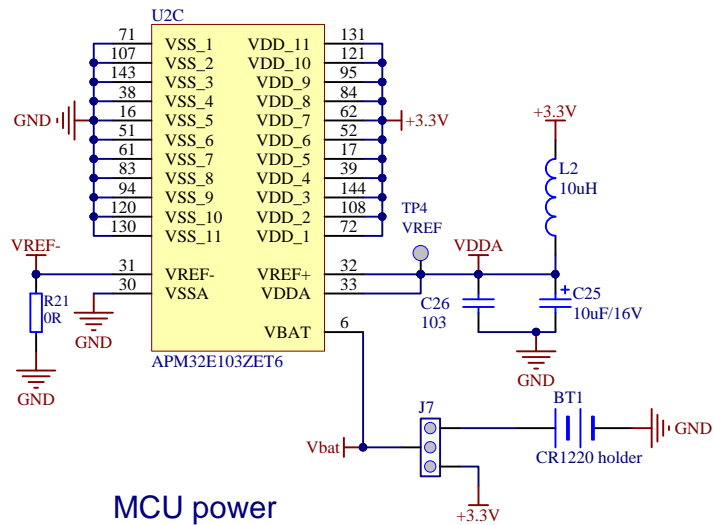 U2C
71 VSS_1 VDD_11 131
107 VSS_2 VDD_10 121
143 VSS_3 VDD_9 95
38 VSS_4 VDD_8 84
GND 16 VSS_5 VDD_7 62 +3.3V
51 VSS_6 VDD_6 52
61 VSS_7 VDD_5 17
83 VSS_8 VDD_4 39
94 VSS_9 VDD_3 144
120 VSS_10 VDD_2 108
130 VSS_11 VDD_1 72
+3.3V
L2
10uH
TP4
VREF
VREF-
VDDA
31 VREF- VREF+ 32
30 VSSA VDDA 33
R21
0R
GND
GND
C26
103
C25
+
10uF/16V
VBAT 6
APM32E103ZET6
GND
J7
BT1
Vbat
GND
CR1220 holder
+3.3V
MCU power